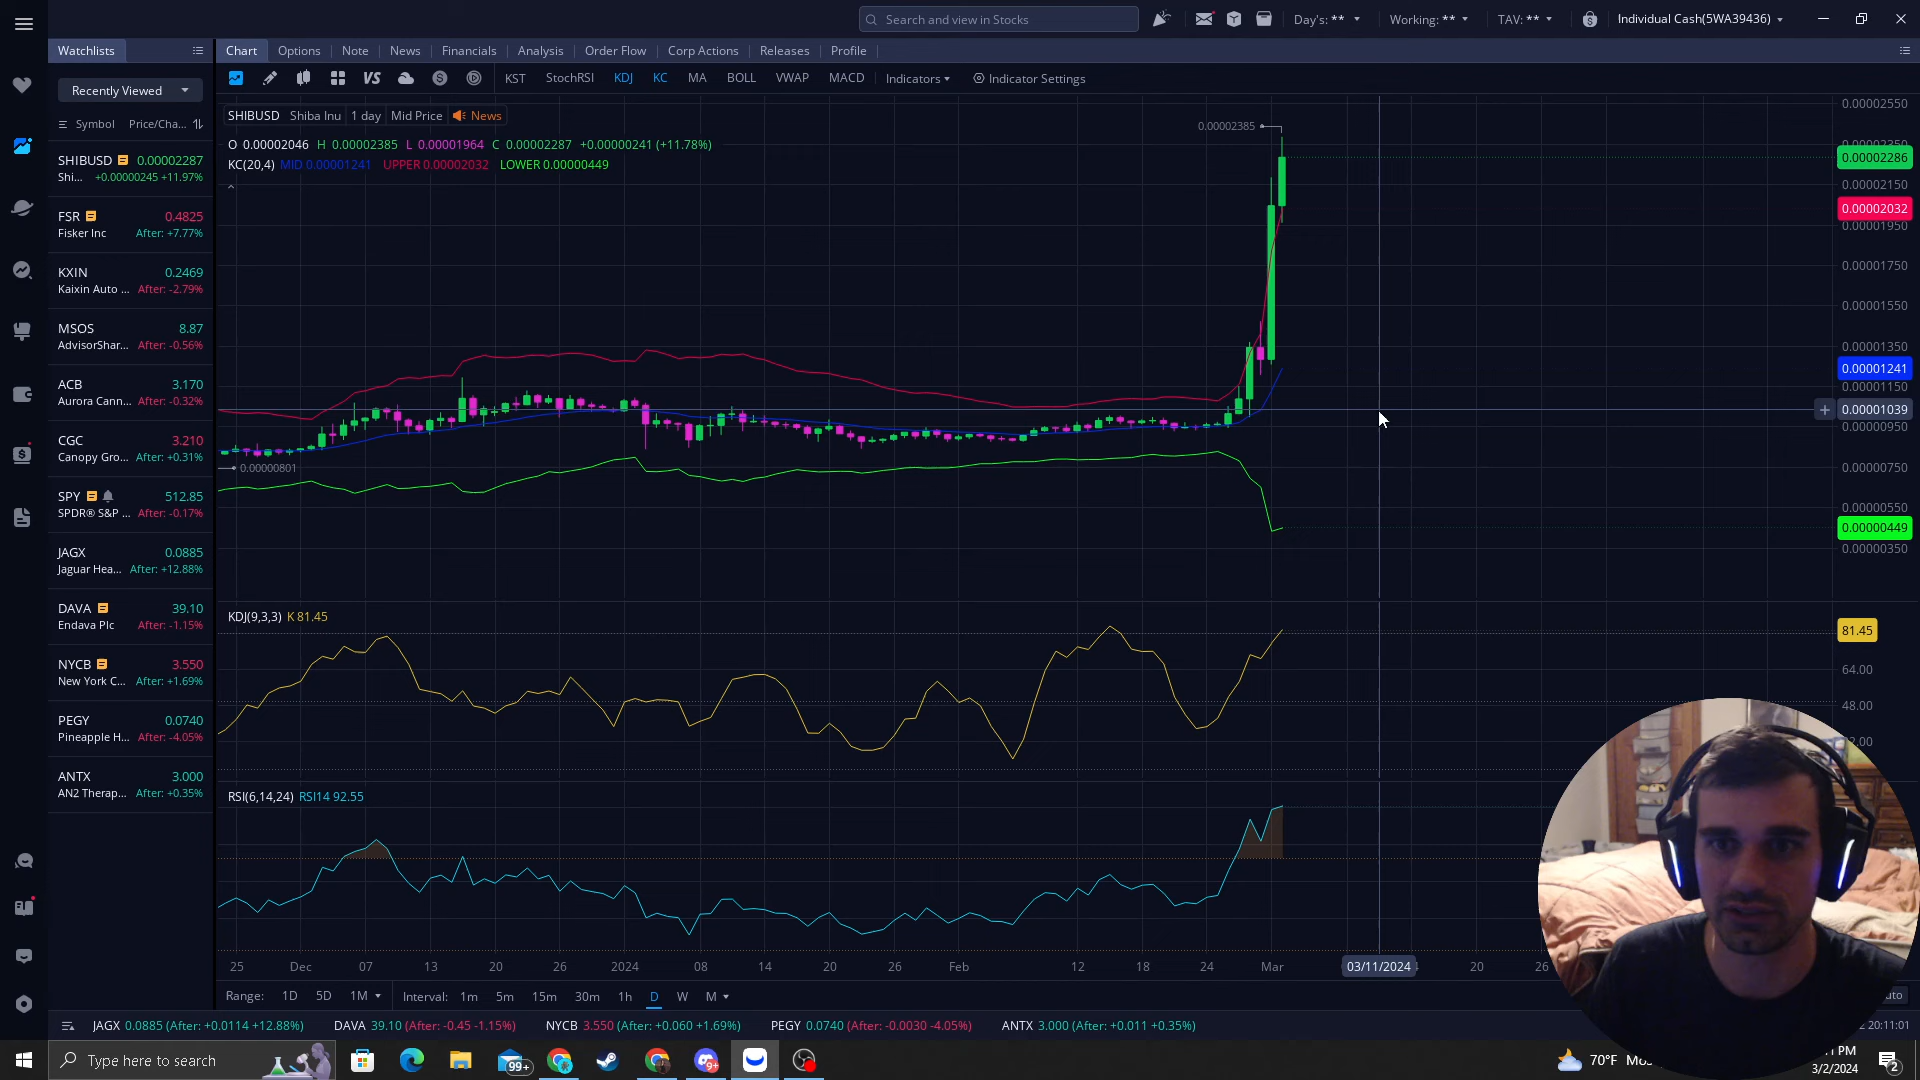 Search and view in Stocks
Day's: **
Working: **
TAV: **
Individual Cash(5WA39436)
Watchlists
Chart Options Note News Financials Analysis Order Flow Corp Actions Releases Profile
Recently Viewed
VS KST StochRSI KDJ KC MA BOLL VWAP MACD Indicators Indicator Settings
Symbol Price/Cha...
SHIBUSD 0.00002287
Shi... +0.00000245 +11.97%
FSR 0.4825
Fisker Inc After: +7.77%
KXIN 0.2469
Kaixin Auto ... After: -2.79%
MSOS 8.87
AdvisorShar... After: -0.56%
ACB 3.170
Aurora Cann... After: -0.32%
CGC 3.210
Canopy Gro... After: +0.31%
SPY 512.85
SPDR® S&P ... After: -0.17%
JAGX 0.0885
Jaguar Hea... After: +12.88%
DAVA 39.10
Endava Plc After: -1.15%
NYCB 3.550
New York C... After: +1.69%
PEGY 0.0740
Pineapple H... After: -4.05%
ANTX 3.000
AN2 Therap... After: +0.35%
SHIBUSD Shiba Inu 1 day Mid Price News
O 0.00002046 H 0.00002385 L 0.00001964 C 0.00002287 +0.00000241 (+11.78%)
KC(20,4) MID 0.00001241 UPPER 0.00002032 LOWER 0.00000449
0.00002385
0.00000801
0.00002550
0.00002286
0.00002150
0.00002032
0.00001950
0.00001750
0.00001550
0.00001350
0.00001241
0.00001150
0.00001039
0.00000950
0.00000750
0.00000550
0.00000449
0.00000350
KDJ(9,3,3) K 81.45
81.45
64.00
48.00
RSI(6,14,24) RSI14 92.55
25 Dec 07 13 20 26 2024 08 14 20 26 Feb 12 18 24 Mar 03/11/2024 20 26
Range: 1D 5D 1M Interval: 1m 5m 15m 30m 1h D W M
JAGX 0.0885 (After: +0.0114 +12.88%) DAVA 39.10 (After: -0.45 -1.15%) NYCB 3.550 (After: +0.060 +1.69%) PEGY 0.0740 (After: -0.0030 -4.05%) ANTX 3.000 (After: +0.011 +0.35%)
20:11:01
Type here to search
99+
9+
70°F
PM
3/2/2024
2